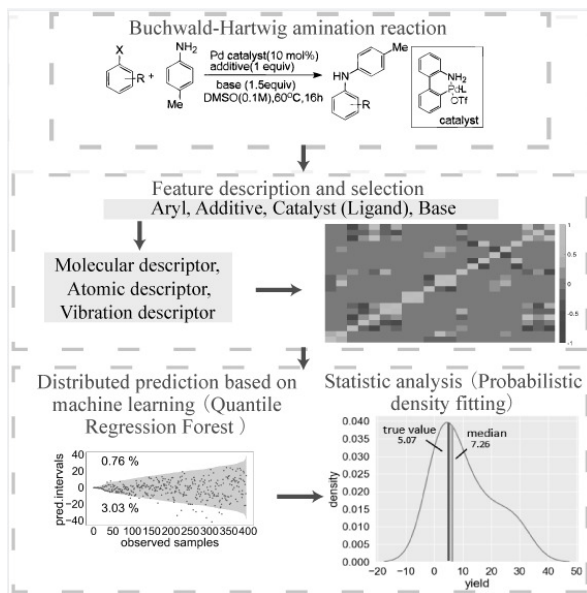 Buchwald-Hartwig amination reaction
X
NH₂
R
+
Me
Pd catalyst(10 mol%)
additive(1 equiv)
base (1.5equiv)
DMSO(0.1M),60°C,16h
Me
HN
R
NH₂
PdL
OTf
catalyst
Feature description and selection
Aryl, Additive, Catalyst (Ligand), Base
Molecular descriptor,
Atomic descriptor,
Vibration descriptor
1
0.5
0
-0.5
-1
Distributed prediction based on
machine learning（Quantile
Regression Forest ）
pred.intervals
40
20
0
-20
-40
0.76 %
3.03 %
0 50 100 150 200 250 300 350 400
observed samples
Statistic analysis（Probabilistic
density fitting）
density
0.040
0.035
0.030
0.025
0.020
0.015
0.010
0.005
0.000
true value
5.07
median
7.26
-20 -10 0 10 20 30 40 50
yield